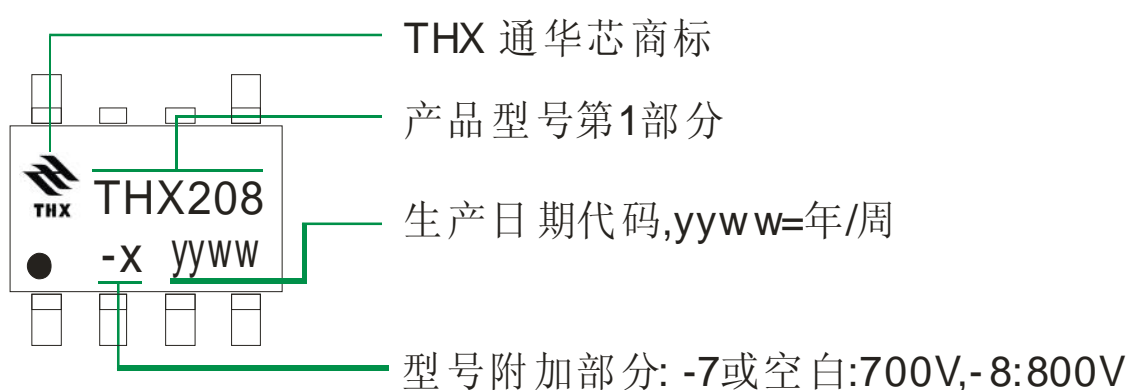 THX 通华芯商标
产品型号第1部分
THX
THX208
生产日期代码,yyww=年/周
-x yyww
型号附加部分: -7或空白:700V,-8:800V